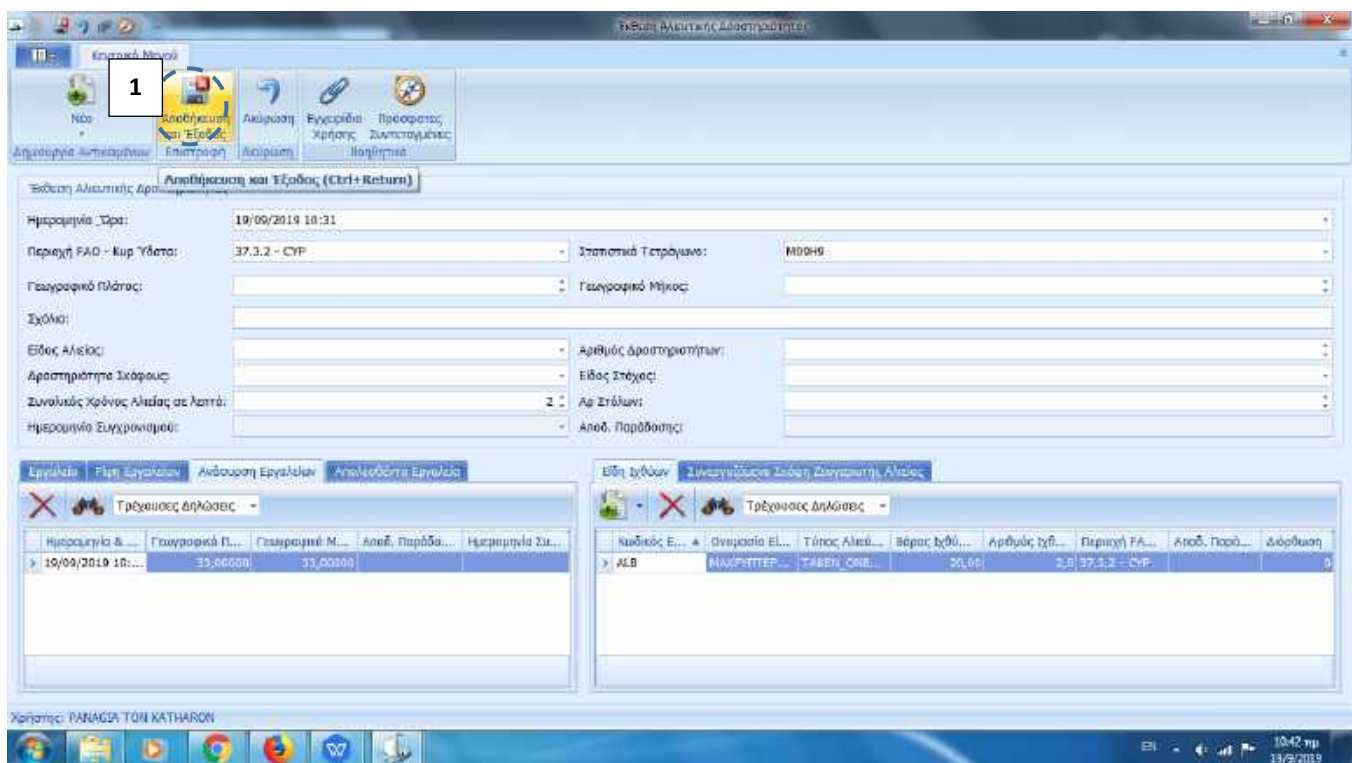 Έκθεση Αλιευτικής Δραστηριότητας
Κεντρικό Μενού
1
Νέο
Αποθήκευση και Έξοδος
Ακύρωση
Εγχειρίδιο Χρήσης
Πρόσφατες Συντεταγμένες
Δημιουργία Αντικειμένων
Επιστροφή
Ακύρωση
Βοηθητικά
Αποθήκευση και Έξοδος (Ctrl+Return)
Έκθεση Αλιευτικής
Ημερομηνία _Ώρα: 19/09/2019 10:31
Περιοχή FAO - Κυρ Ύδατα: 37.3.2 - CYP Στατιστικό Τετράγωνο: M09H9
Γεωγραφικό Πλάτος: Γεωγραφικό Μήκος:
Σχόλιο:
Είδος Αλιείας: Αριθμός Δραστηριοτήτων:
Δραστηριότητα Σκάφους: Είδος Στόχος:
Συνολικός Χρόνος Αλιείας σε λεπτά: 2 Αρ Στόλων:
Ημερομηνία Συγχρονισμού: Αποδ. Παράδοσης:
Εργαλεία Ρίψη Εργαλείων Ανάσυρση Εργαλείων Απολεσθέντα Εργαλεία Είδη Ιχθύων Συνεργαζόμενα Σκάφη Ζευγαρωτής Αλιείας
Τρέχουσες Δηλώσεις Τρέχουσες Δηλώσεις
Ημερομηνία & ... Γεωγραφικό Π... Γεωγραφικό Μ... Αποδ. Παράδο... Ημερομηνία Συ... Κωδικός Ε... Ονομασία Εί... Τύπος Αλιεύ... Βάρος Ιχθύ... Αριθμός Ιχθ... Περιοχή FA... Αποδ. Παρά... Διόρθωση
19/09/2019 10:... 33,00000 33,00000 ALB ΜΑΚΡΥΠΤΕΡ... TAKEN_ONB... 20,00 2,0 37.3.2 - CYP 0
Χρήστης: PANAGIA TON KATHARON
EN 10:42 πμ
19/9/2019